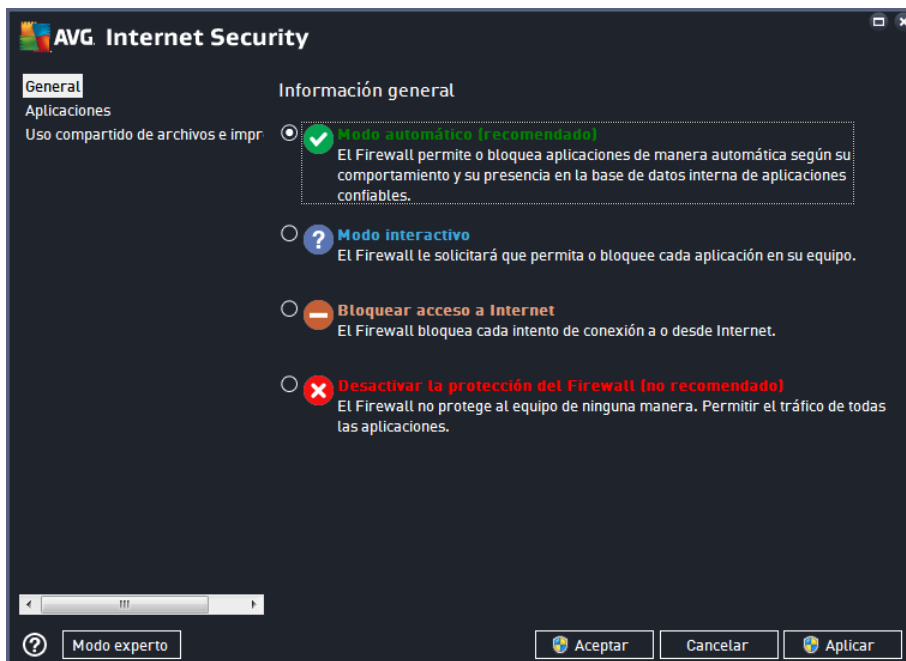 AVG Internet Security
General
Aplicaciones
Uso compartido de archivos e impr
Información general
Modo automático (recomendado)
El Firewall permite o bloquea aplicaciones de manera automática según su
comportamiento y su presencia en la base de datos interna de aplicaciones
confiables.
Modo interactivo
El Firewall le solicitará que permita o bloquee cada aplicación en su equipo.
Bloquear acceso a Internet
El Firewall bloquea cada intento de conexión a o desde Internet.
Desactivar la protección del Firewall (no recomendado)
El Firewall no protege al equipo de ninguna manera. Permitir el tráfico de todas
las aplicaciones.
Modo experto
Aceptar
Cancelar
Aplicar